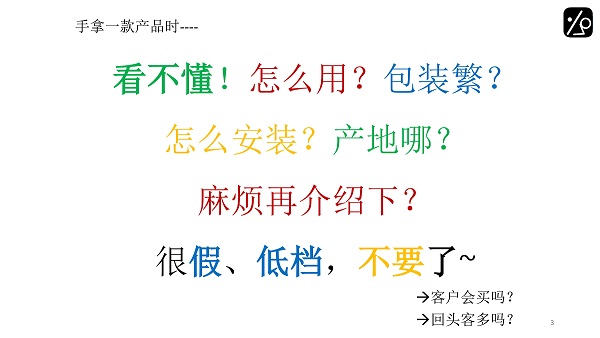 手拿一款产品时----
看不懂！怎么用？包装繁？
怎么安装？产地哪？
麻烦再介绍下？
很假、低档，不要了~
→客户会买吗？
→回头客多吗？
3